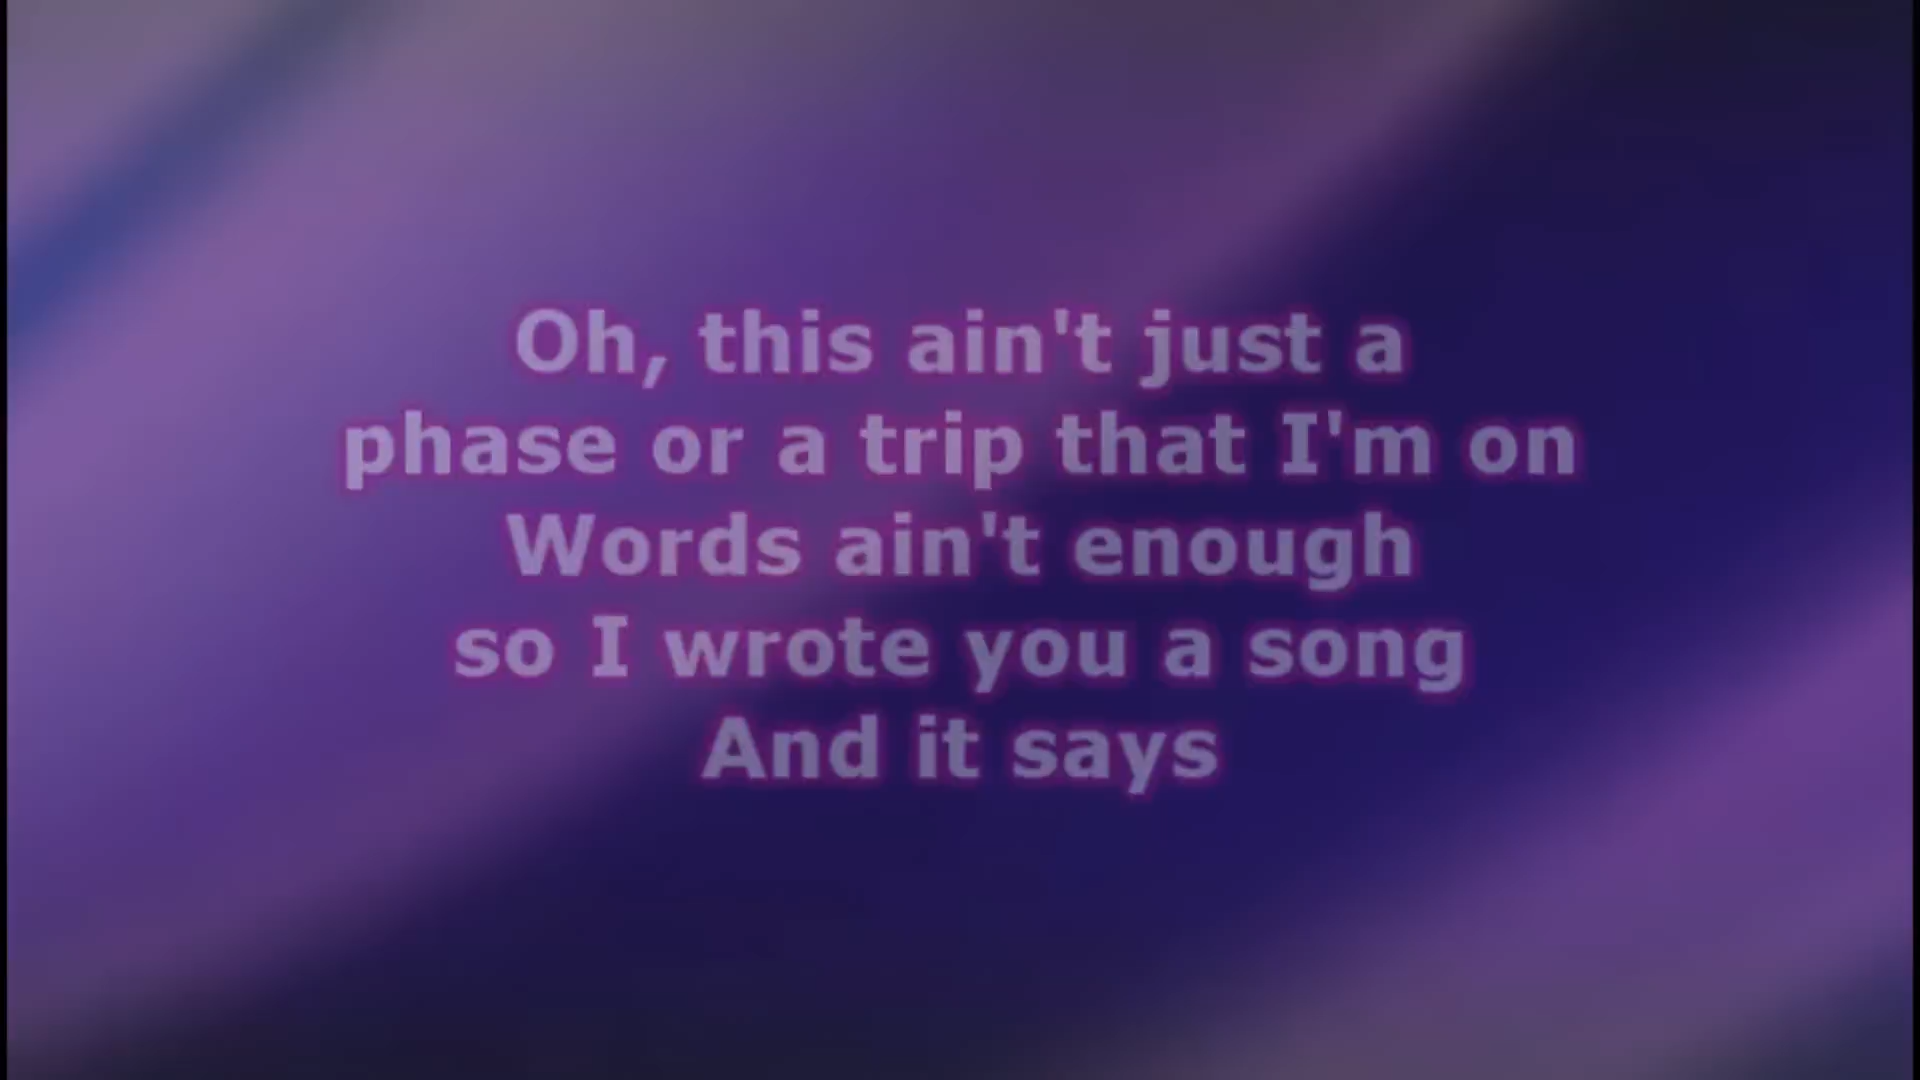 Oh, this ain't just a
phase or a trip that I'm on
Words ain't enough
so I wrote you a song
And it says